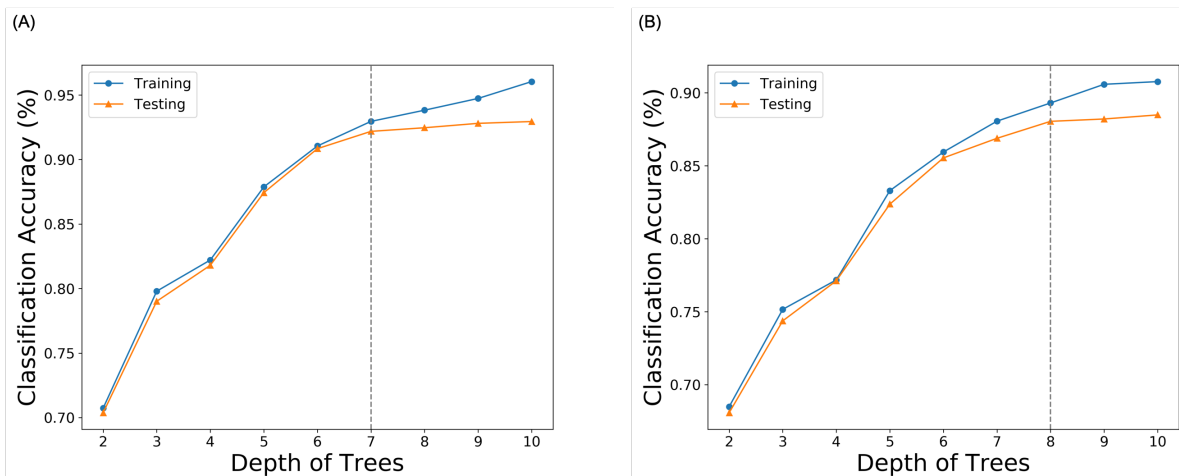 (A)
Training
Testing
Classification Accuracy (%)
0.95
0.90
0.85
0.80
0.75
0.70
2 3 4 5 6 7 8 9 10
Depth of Trees
(B)
Training
Testing
Classification Accuracy (%)
0.90
0.85
0.80
0.75
0.70
2 3 4 5 6 7 8 9 10
Depth of Trees